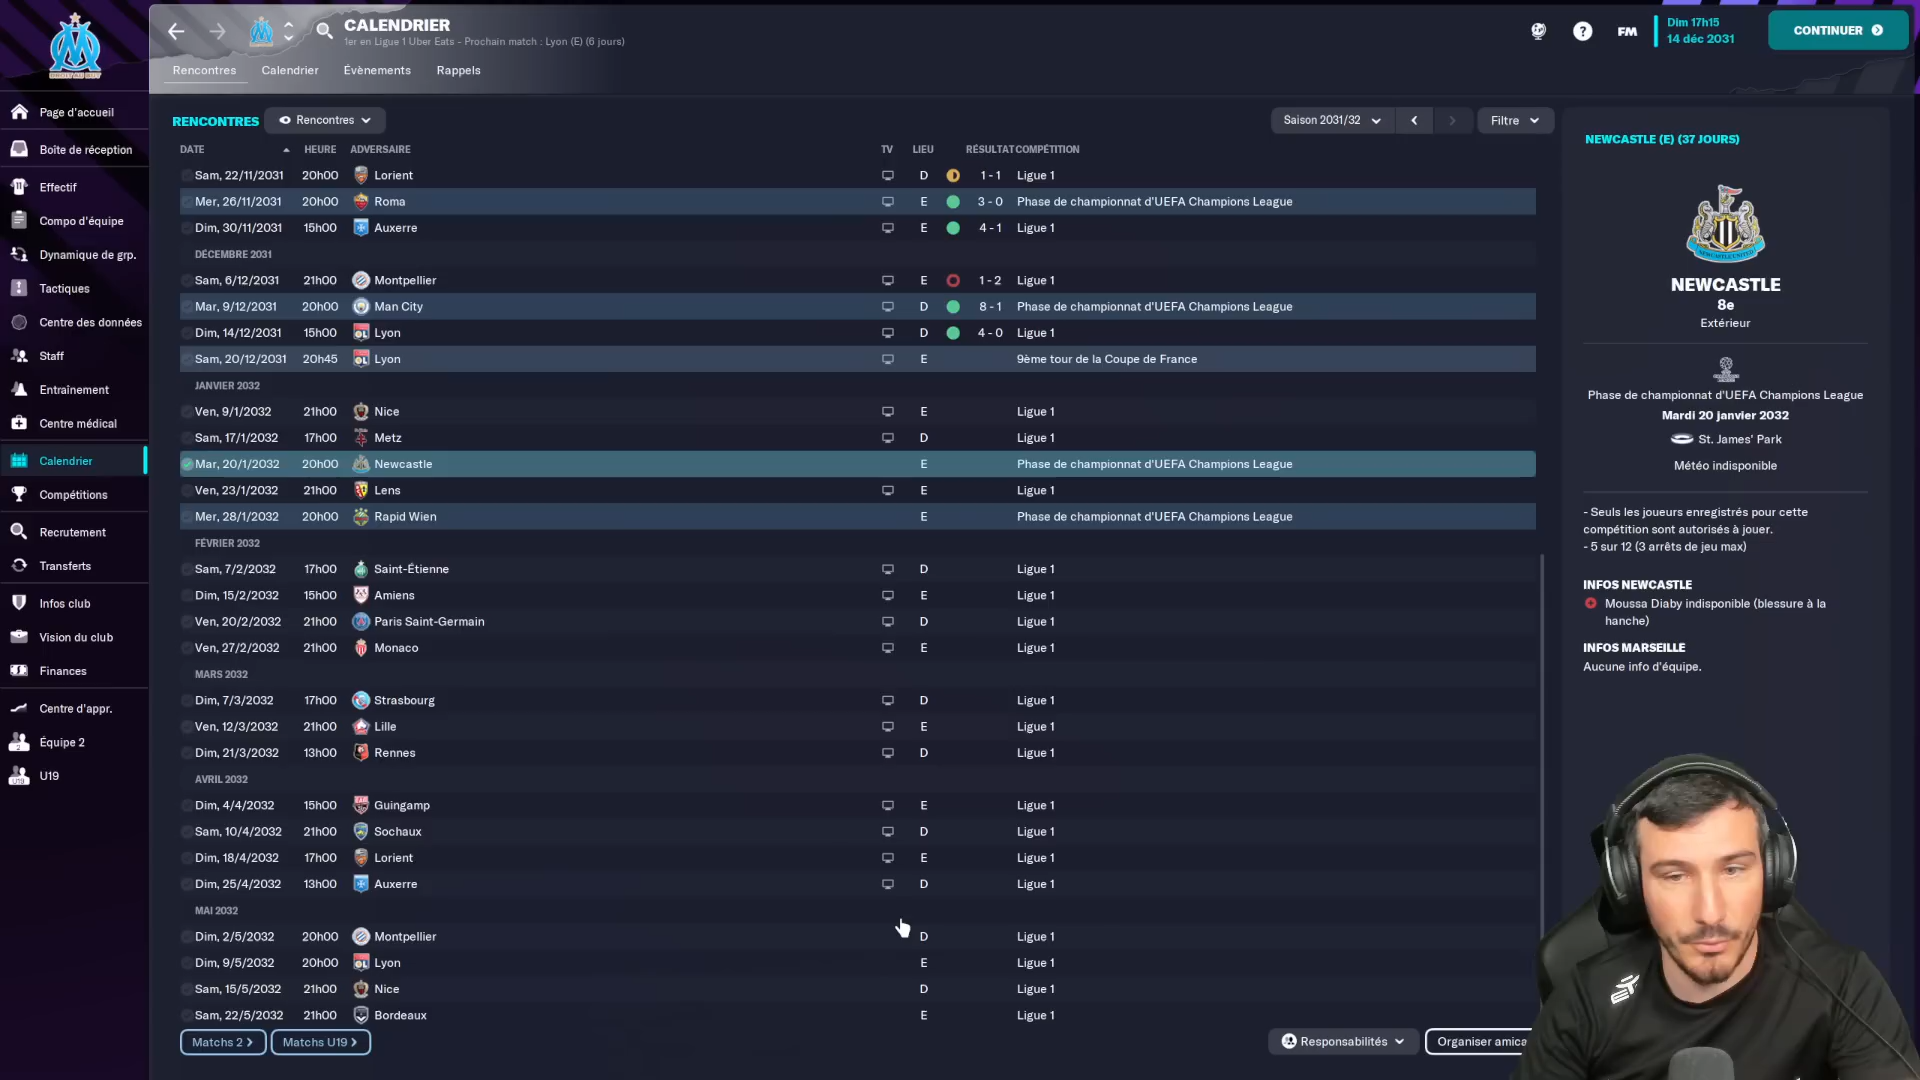 CALENDRIER
1er en Ligue 1 Uber Eats - Prochain match : Lyon (E) (6 jours)
FM
Dim 17h15
14 déc 2031
CONTINUER
Rencontres Calendrier Évènements Rappels
Page d'accueil
Boîte de réception
Effectif
Compo d'équipe
Dynamique de grp.
Tactiques
Centre des données
Staff
Entraînement
Centre médical
Calendrier
Compétitions
Recrutement
Transferts
Infos club
Vision du club
Finances
Centre d'appr.
Équipe 2
U19
RENCONTRES Rencontres Saison 2031/32 Filtre
DATE HEURE ADVERSAIRE TV LIEU RÉSULTAT COMPÉTITION
Sam, 22/11/2031 20h00 Lorient D 1 - 1 Ligue 1
Mer, 26/11/2031 20h00 Roma E 3 - 0 Phase de championnat d'UEFA Champions League
Dim, 30/11/2031 15h00 Auxerre E 4 - 1 Ligue 1
DÉCEMBRE 2031
Sam, 6/12/2031 21h00 Montpellier E 1 - 2 Ligue 1
Mar, 9/12/2031 20h00 Man City D 8 - 1 Phase de championnat d'UEFA Champions League
Dim, 14/12/2031 15h00 Lyon D 4 - 0 Ligue 1
Sam, 20/12/2031 20h45 Lyon E 9ème tour de la Coupe de France
JANVIER 2032
Ven, 9/1/2032 21h00 Nice E Ligue 1
Sam, 17/1/2032 17h00 Metz D Ligue 1
Mar, 20/1/2032 20h00 Newcastle E Phase de championnat d'UEFA Champions League
Ven, 23/1/2032 21h00 Lens E Ligue 1
Mer, 28/1/2032 20h00 Rapid Wien E Phase de championnat d'UEFA Champions League
FÉVRIER 2032
Sam, 7/2/2032 17h00 Saint-Étienne D Ligue 1
Dim, 15/2/2032 15h00 Amiens E Ligue 1
Ven, 20/2/2032 21h00 Paris Saint-Germain D Ligue 1
Ven, 27/2/2032 21h00 Monaco E Ligue 1
MARS 2032
Dim, 7/3/2032 17h00 Strasbourg D Ligue 1
Ven, 12/3/2032 21h00 Lille E Ligue 1
Dim, 21/3/2032 13h00 Rennes D Ligue 1
AVRIL 2032
Dim, 4/4/2032 15h00 Guingamp E Ligue 1
Sam, 10/4/2032 21h00 Sochaux D Ligue 1
Dim, 18/4/2032 17h00 Lorient E Ligue 1
Dim, 25/4/2032 13h00 Auxerre D Ligue 1
MAI 2032
Dim, 2/5/2032 20h00 Montpellier D Ligue 1
Dim, 9/5/2032 20h00 Lyon E Ligue 1
Sam, 15/5/2032 21h00 Nice D Ligue 1
Sam, 22/5/2032 21h00 Bordeaux E Ligue 1
Matchs 2 Matchs U19 Responsabilités Organiser amica
NEWCASTLE (E) (37 JOURS)
NEWCASTLE
8e
Extérieur
Phase de championnat d'UEFA Champions League
Mardi 20 janvier 2032
St. James' Park
Météo indisponible
- Seuls les joueurs enregistrés pour cette
compétition sont autorisés à jouer.
- 5 sur 12 (3 arrêts de jeu max)
INFOS NEWCASTLE
Moussa Diaby indisponible (blessure à la
hanche)
INFOS MARSEILLE
Aucune info d'équipe.